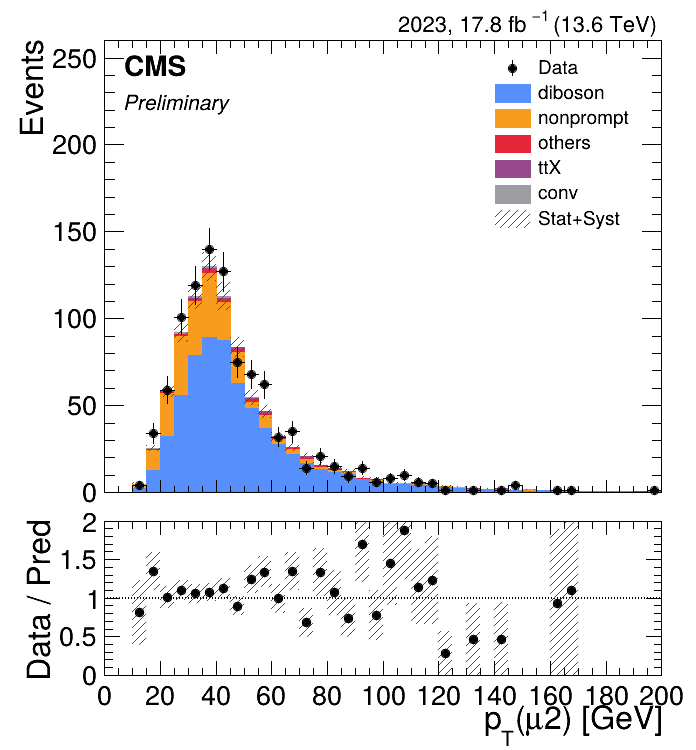 2023, 17.8 fb⁻¹ (13.6 TeV)
CMS
Preliminary
Events
250
200
150
100
50
0
Data
diboson
nonprompt
others
ttX
conv
Stat+Syst
Data / Pred
2
1.5
1
0.5
0
0 20 40 60 80 100 120 140 160 180 200
p_T(μ2) [GeV]